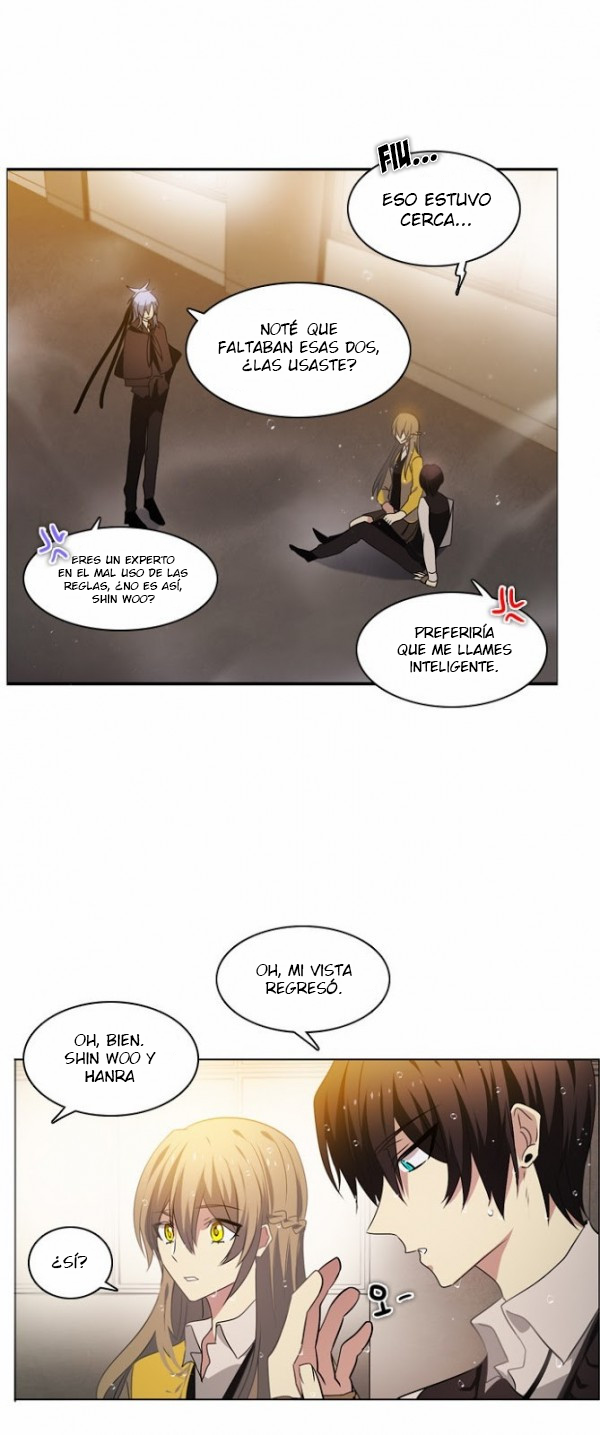 FIU...
ESO ESTUVO
CERCA...
NOTÉ QUE
FALTABAN ESAS DOS,
¿LAS USASTE?
ERES UN EXPERTO
EN EL MAL USO DE LAS
REGLAS, ¿NO ES ASÍ,
SHIN WOO?
PREFERIRÍA
QUE ME LLAMES
INTELIGENTE.
OH, MI VISTA
REGRESÓ.
OH, BIEN.
SHIN WOO Y
HANRA
¿SÍ?
오-